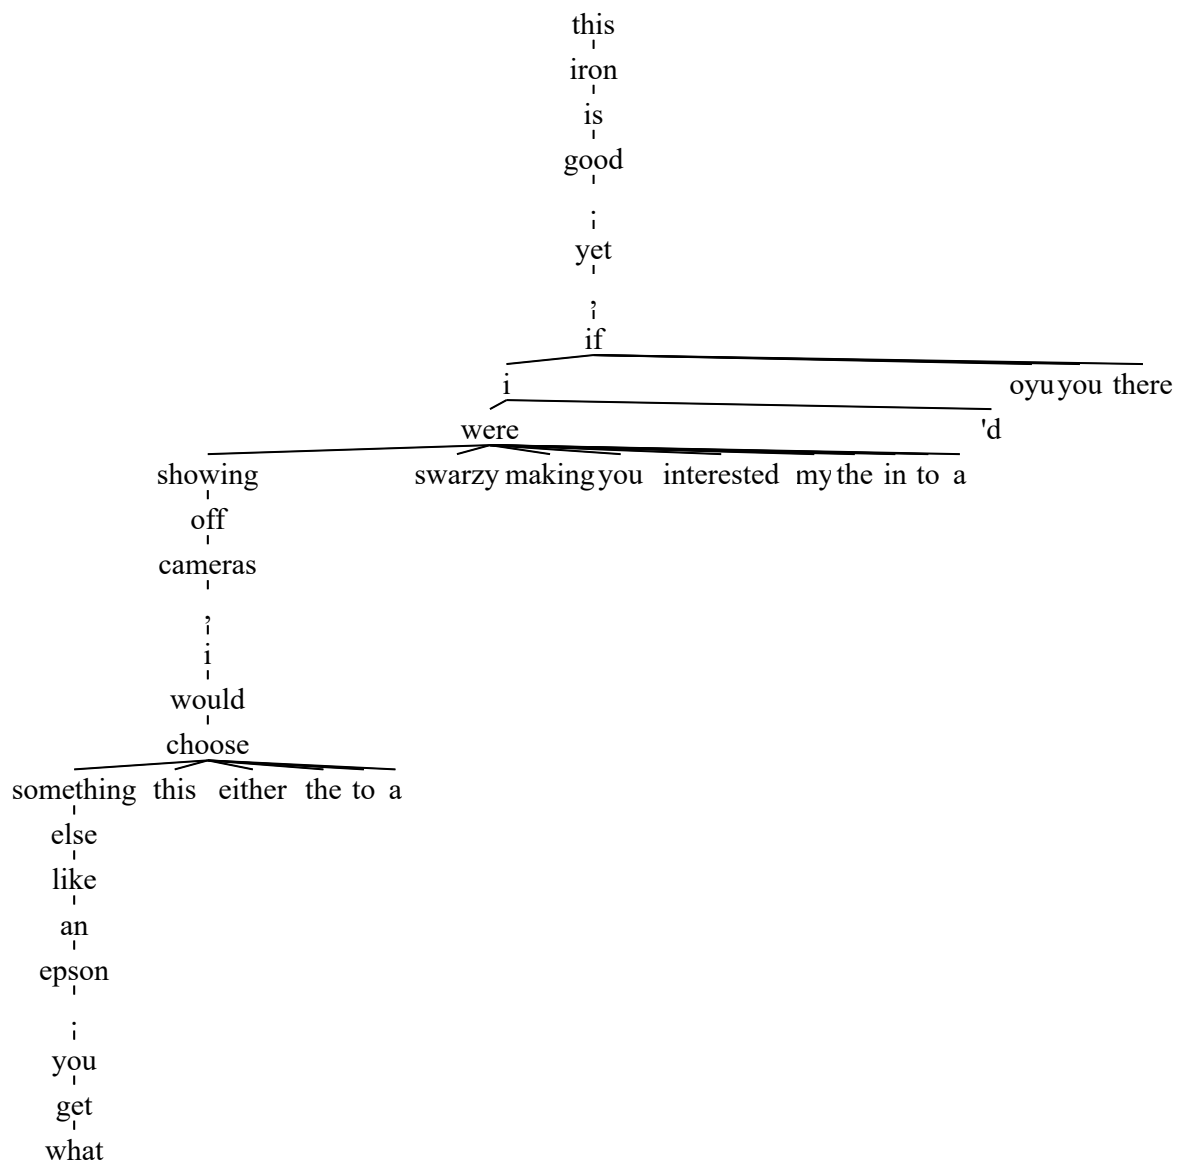 this
iron
is
good
.
yet
,
if
i oyu you there
were 'd
showing swarzy making you interested my the in to a
off
cameras
,
i
would
choose
something this either the to a
else
like
an
epson
.
you
get
what